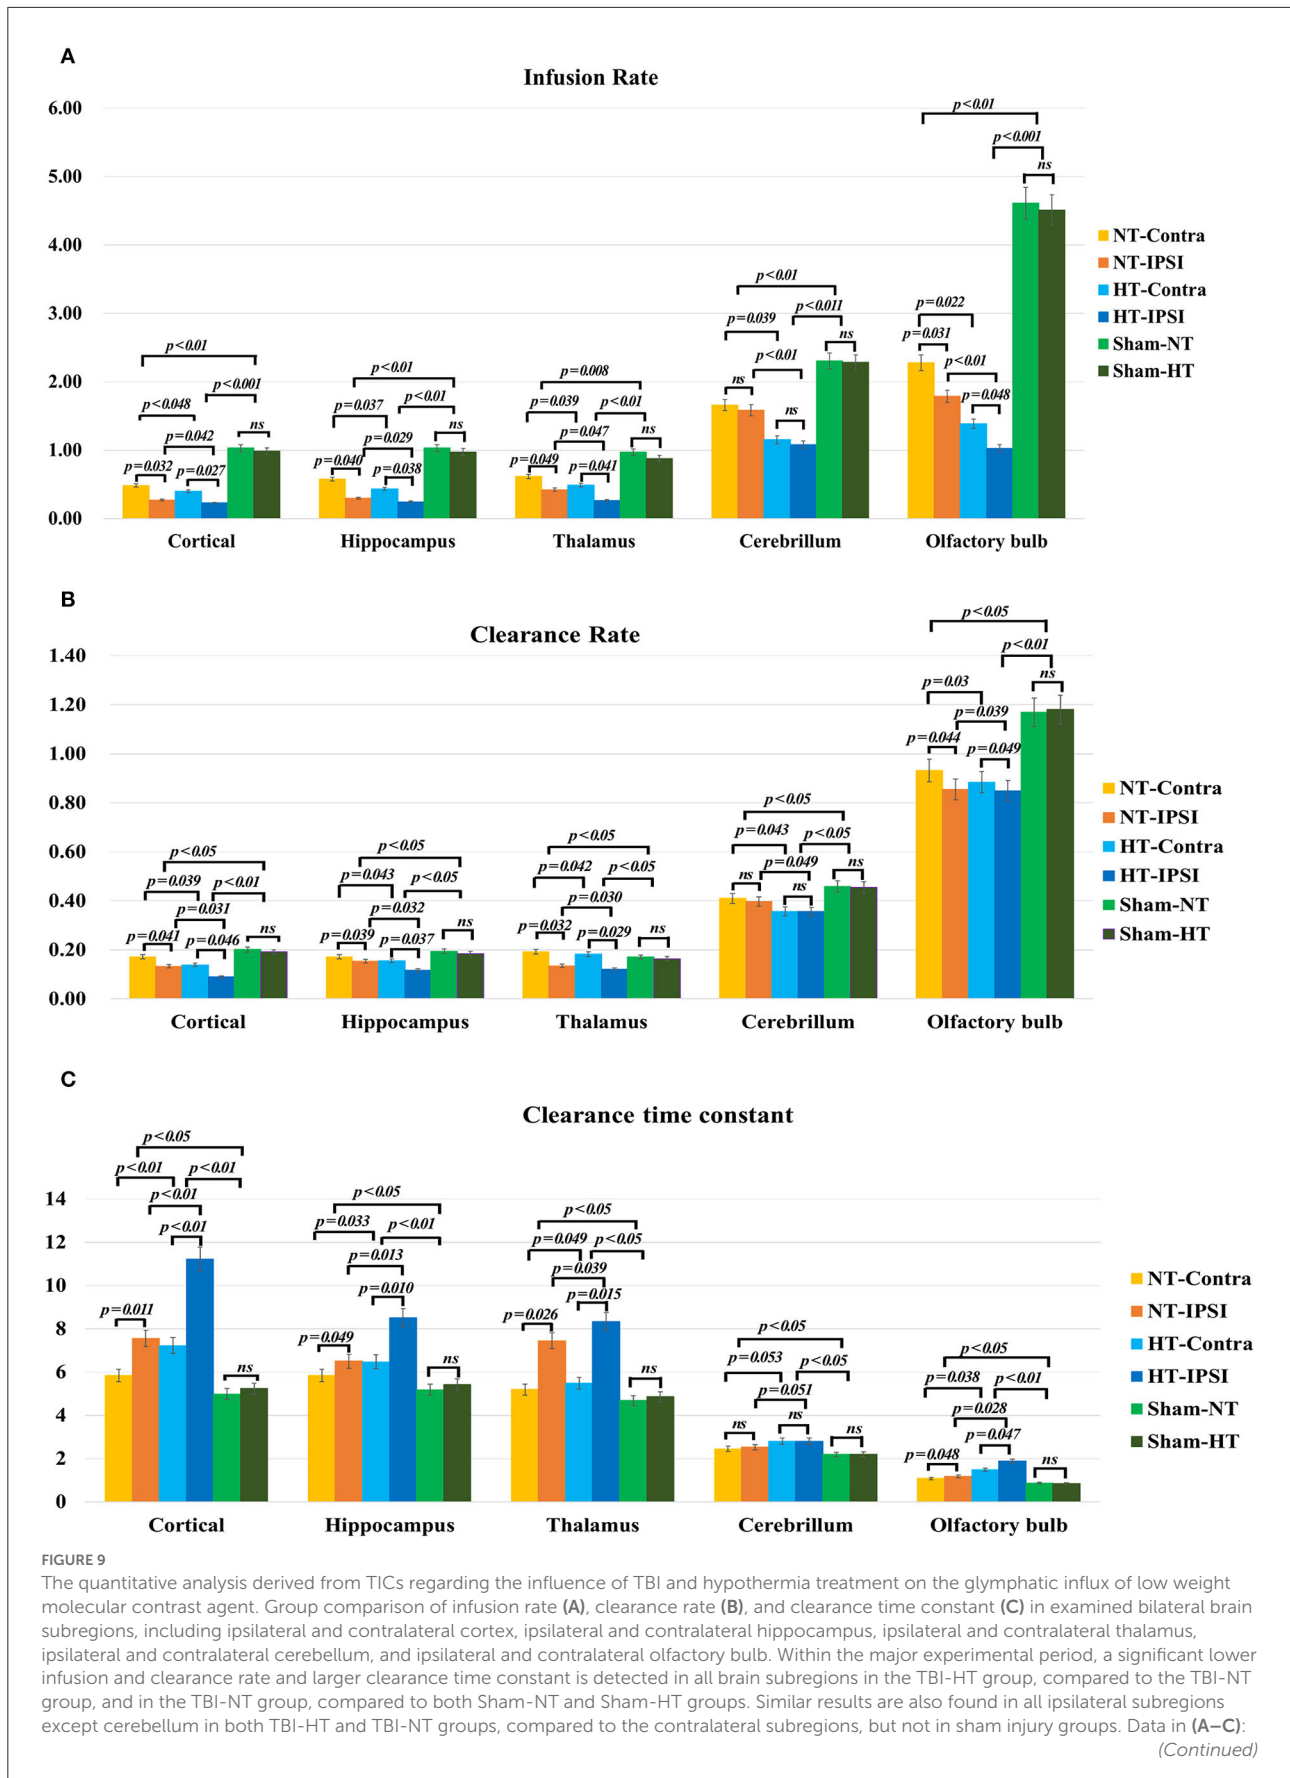 A
Infusion Rate
6.00
5.00
4.00
3.00
2.00
1.00
0.00
p<0.01
p<0.001
ns
p<0.01
p=0.022
p=0.039
p<0.011
p=0.031
ns
p<0.01
p<0.01
p<0.01
p=0.008
p<0.01
ns
p=0.048
p<0.001
p=0.037
p<0.01
p=0.039
p<0.01
ns
p<0.048
ns
ns
ns
p=0.042
p=0.029
p=0.047
p=0.032
p=0.027
p=0.040
p=0.038
p=0.049
p=0.041
NT-Contra
NT-IPSI
HT-Contra
HT-IPSI
Sham-NT
Sham-HT
Cortical Hippocampus Thalamus Cerebrillum Olfactory bulb
B
Clearance Rate
1.40
1.20
1.00
0.80
0.60
0.40
0.20
0.00
p<0.05
p<0.01
p=0.03
ns
p=0.039
p=0.044
p=0.049
p<0.05
p=0.043
p<0.05
p<0.05
p<0.05
p<0.05
p=0.049
ns
p=0.039
p<0.01
p=0.043
p<0.05
p=0.042
p<0.05
ns
ns
p=0.031
p=0.032
p=0.030
p=0.041
p=0.046
ns
p=0.039
p=0.037
ns
p=0.032
p=0.029
ns
NT-Contra
NT-IPSI
HT-Contra
HT-IPSI
Sham-NT
Sham-HT
Cortical Hippocampus Thalamus Cerebrillum Olfactory bulb
C
Clearance time constant
14
12
10
8
6
4
2
0
p<0.05
p<0.01
p<0.01
p<0.01
p<0.01
p=0.011
ns
p<0.05
p=0.033
p<0.01
p=0.013
p=0.010
p=0.049
ns
p<0.05
p=0.049
p<0.05
p=0.039
p=0.015
p=0.026
ns
p<0.05
p=0.053
p<0.05
p=0.051
ns
ns
ns
p<0.05
p=0.038
p<0.01
p=0.028
p=0.047
p=0.048
ns
NT-Contra
NT-IPSI
HT-Contra
HT-IPSI
Sham-NT
Sham-HT
Cortical Hippocampus Thalamus Cerebrillum Olfactory bulb
FIGURE 9
The quantitative analysis derived from TICs regarding the influence of TBI and hypothermia treatment on the glymphatic influx of low weight
molecular contrast agent. Group comparison of infusion rate (A), clearance rate (B), and clearance time constant (C) in examined bilateral brain
subregions, including ipsilateral and contralateral cortex, ipsilateral and contralateral hippocampus, ipsilateral and contralateral thalamus,
ipsilateral and contralateral cerebellum, and ipsilateral and contralateral olfactory bulb. Within the major experimental period, a significant lower
infusion and clearance rate and larger clearance time constant is detected in all brain subregions in the TBI-HT group, compared to the TBI-NT
group, and in the TBI-NT group, compared to both Sham-NT and Sham-HT groups. Similar results are also found in all ipsilateral subregions
except cerebellum in both TBI-HT and TBI-NT groups, compared to the contralateral subregions, but not in sham injury groups. Data in (A–C):
(Continued)